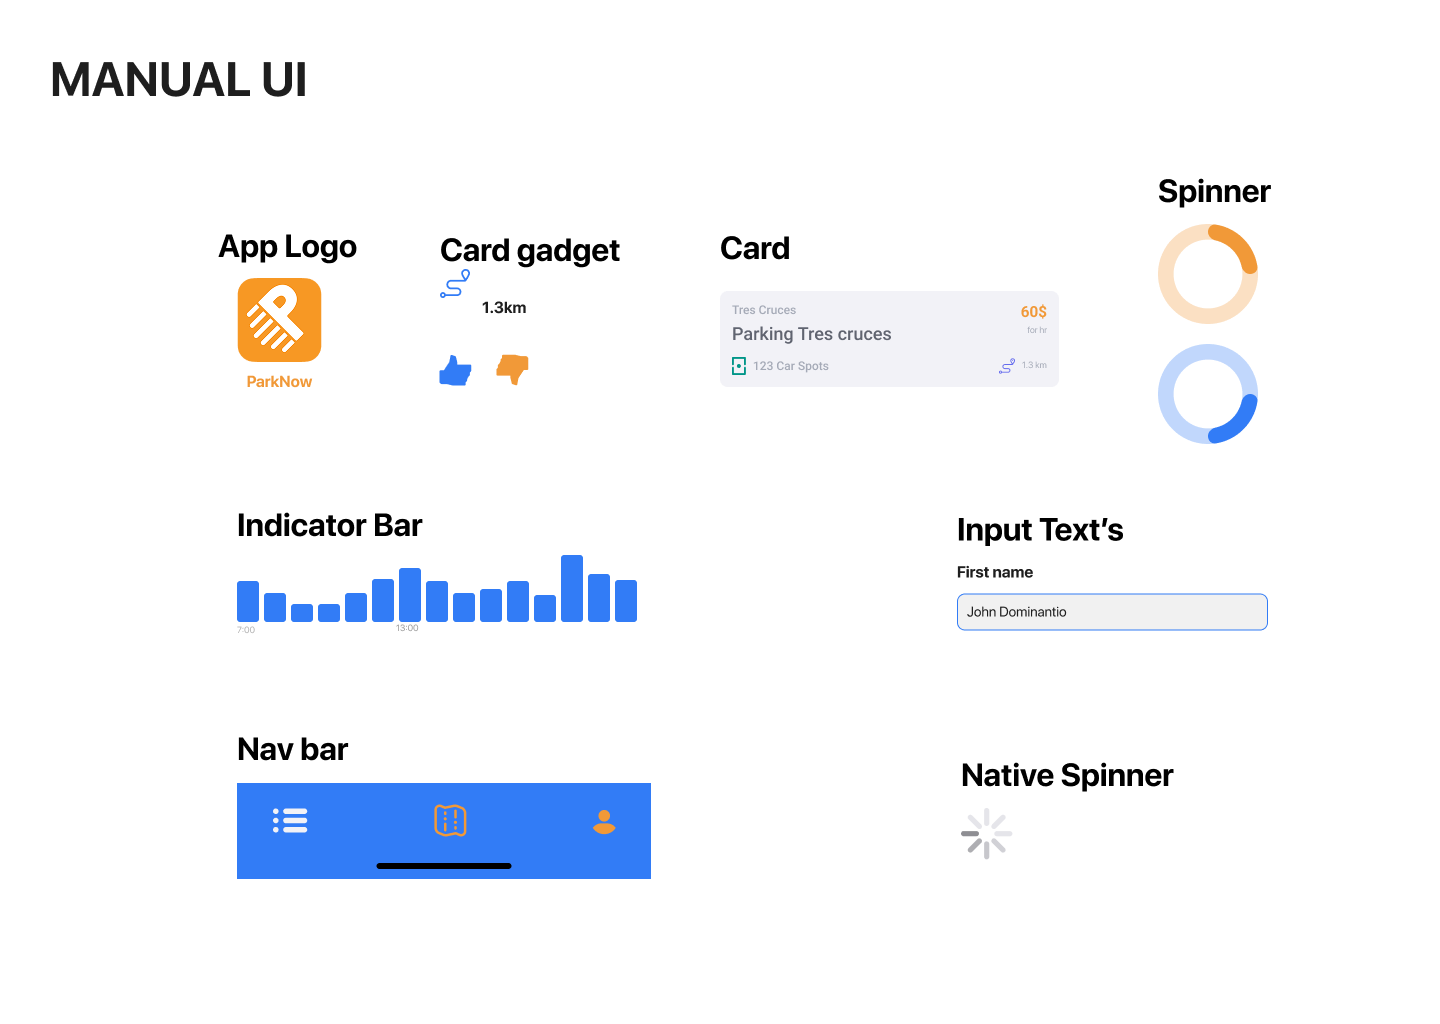 MANUAL UI
Spinner
App Logo
Card gadget
Card
1.3km
Tres Cruces
60$
Parking Tres cruces
for hr
123 Car Spots
1.3 km
ParkNow
Indicator Bar
7:00
13:00
Input Text’s
First name
John Dominantio
Nav bar
Native Spinner